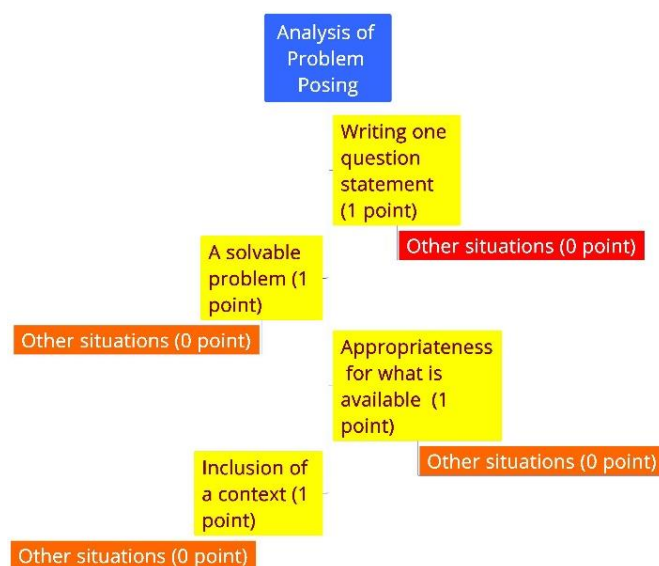 Analysis of
Problem
Posing
Writing one
question
statement
(1 point)
Other situations (0 point)
A solvable
problem (1
point)
Other situations (0 point)
Appropriateness
for what is
available (1
point)
Other situations (0 point)
Inclusion of
a context (1
point)
Other situations (0 point)